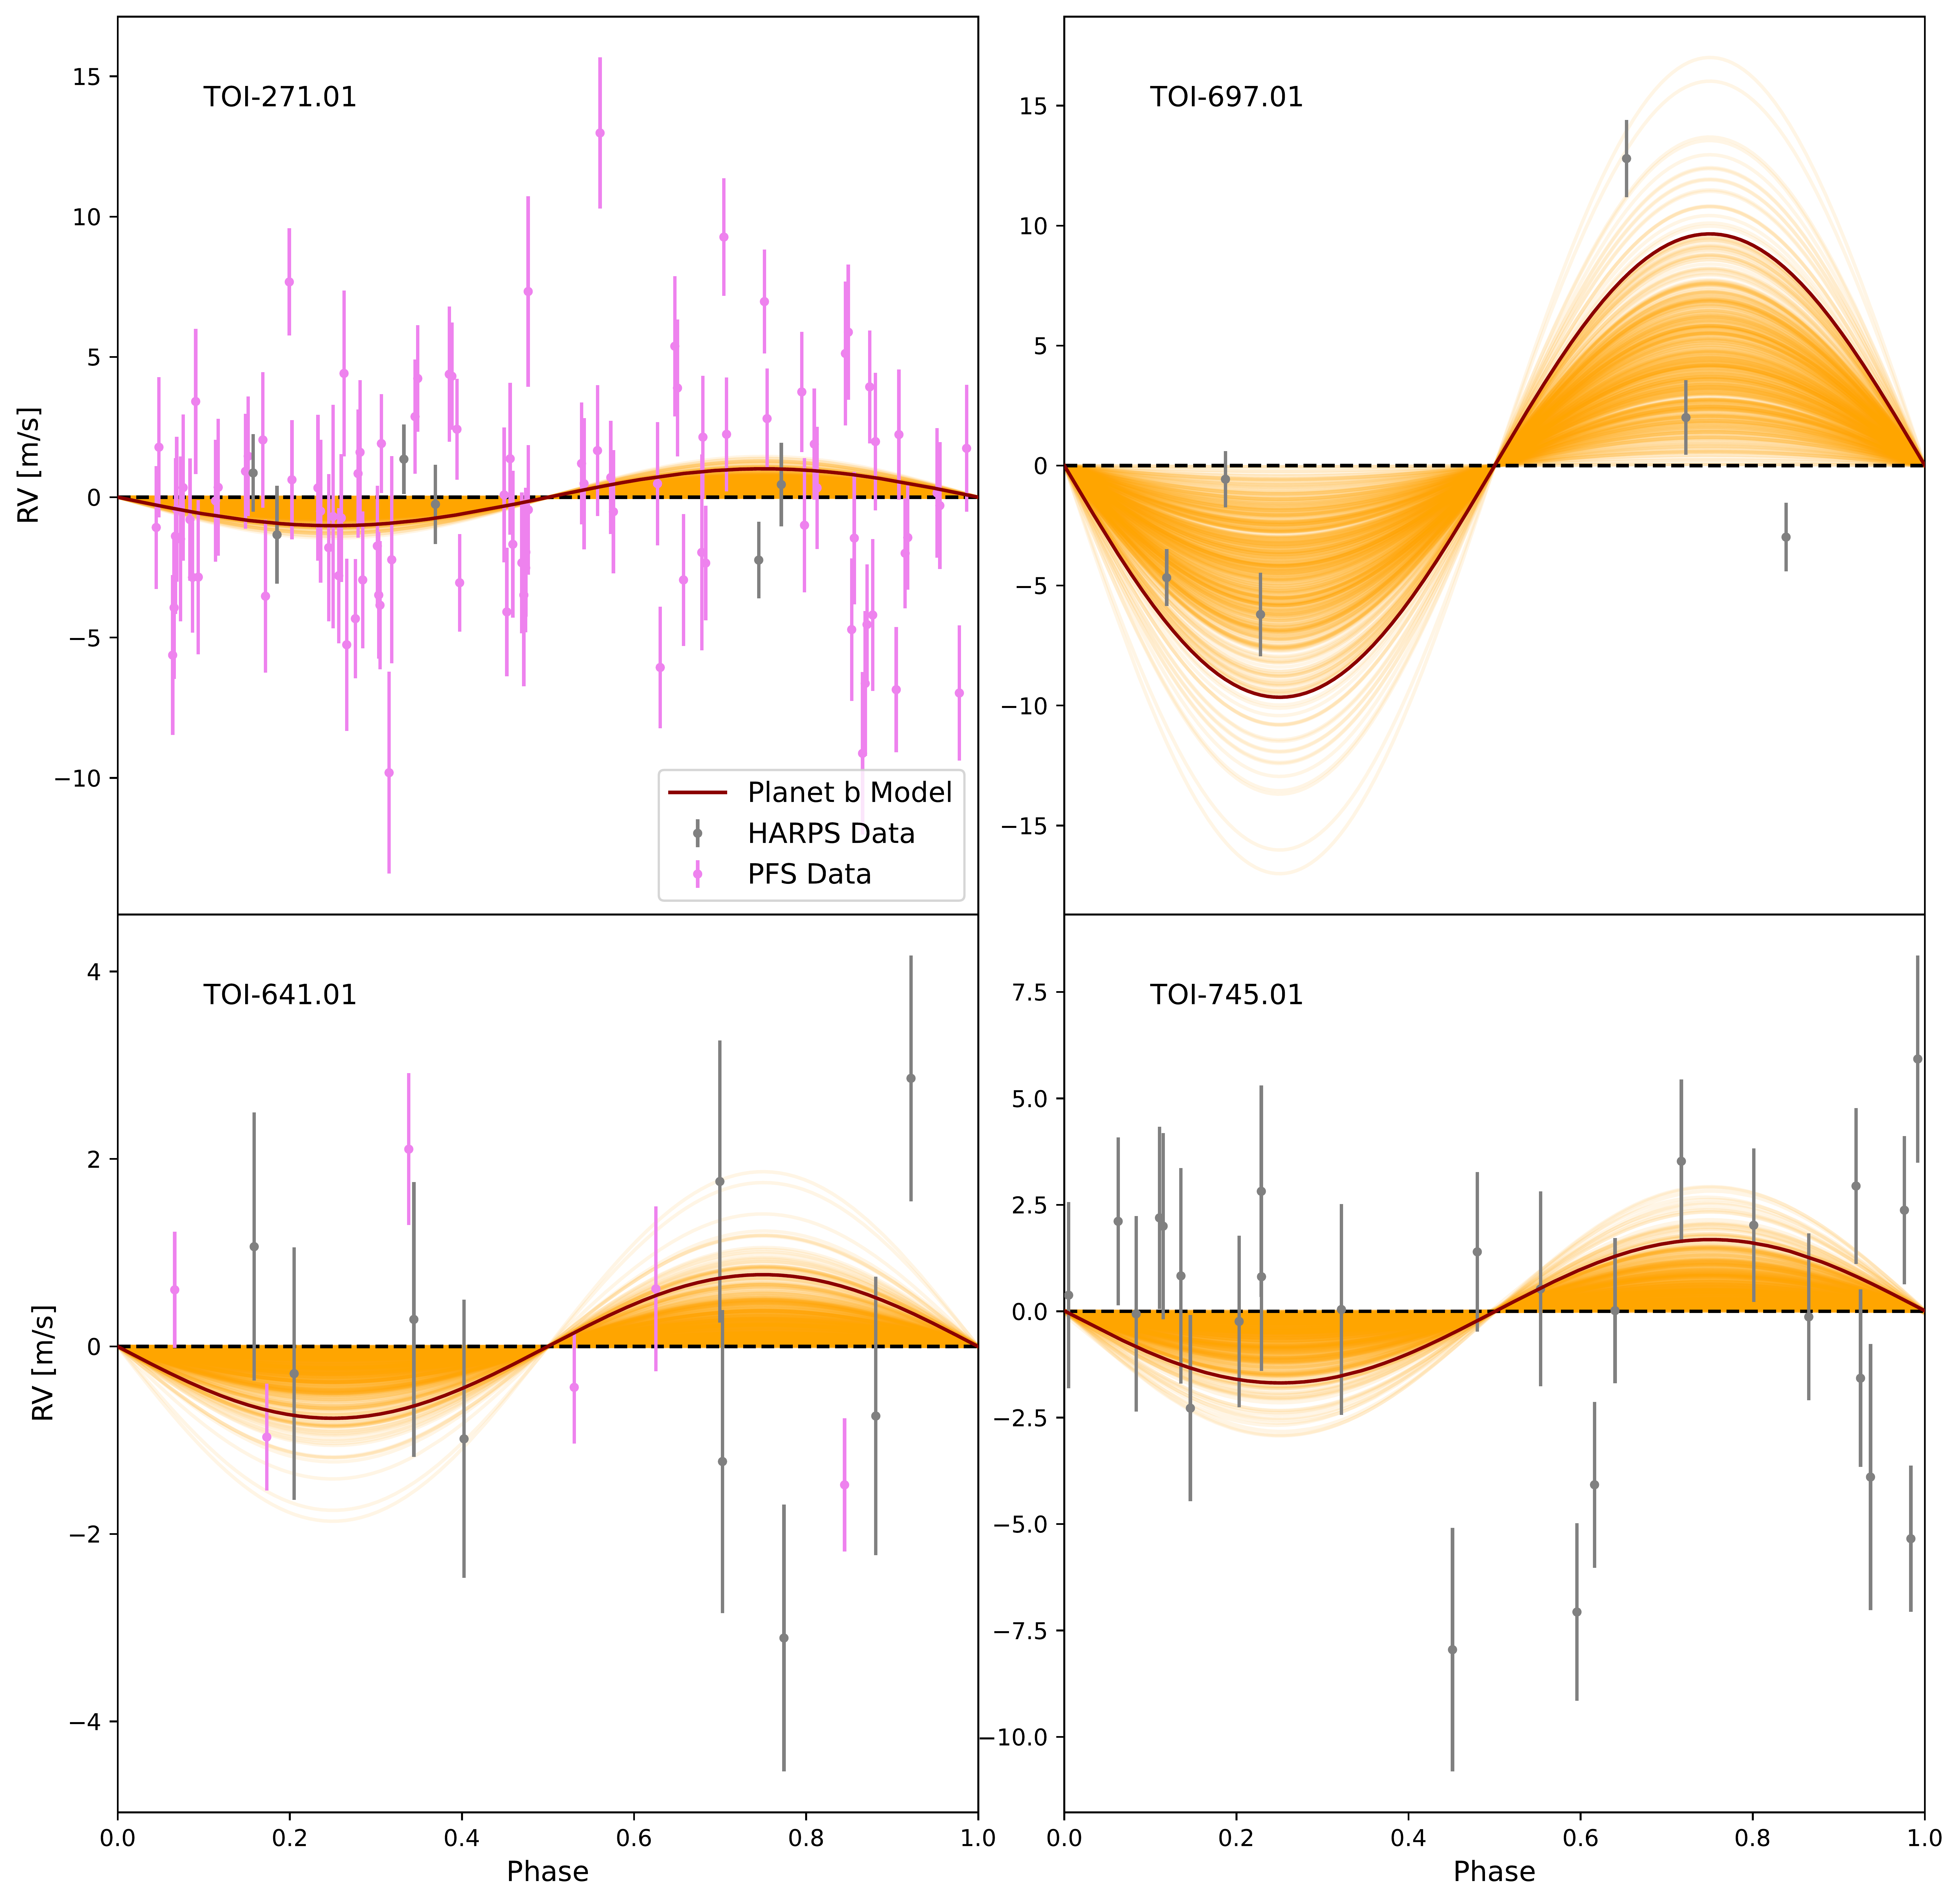 TOI-271.01
RV [m/s]
15
10
5
0
−5
−10
Planet b Model
HARPS Data
PFS Data
TOI-697.01
15
10
5
0
−5
−10
−15
TOI-641.01
RV [m/s]
4
2
0
−2
−4
0.0 0.2 0.4 0.6 0.8 1.0
Phase
TOI-745.01
7.5
5.0
2.5
0.0
−2.5
−5.0
−7.5
−10.0
0.0 0.2 0.4 0.6 0.8 1.0
Phase